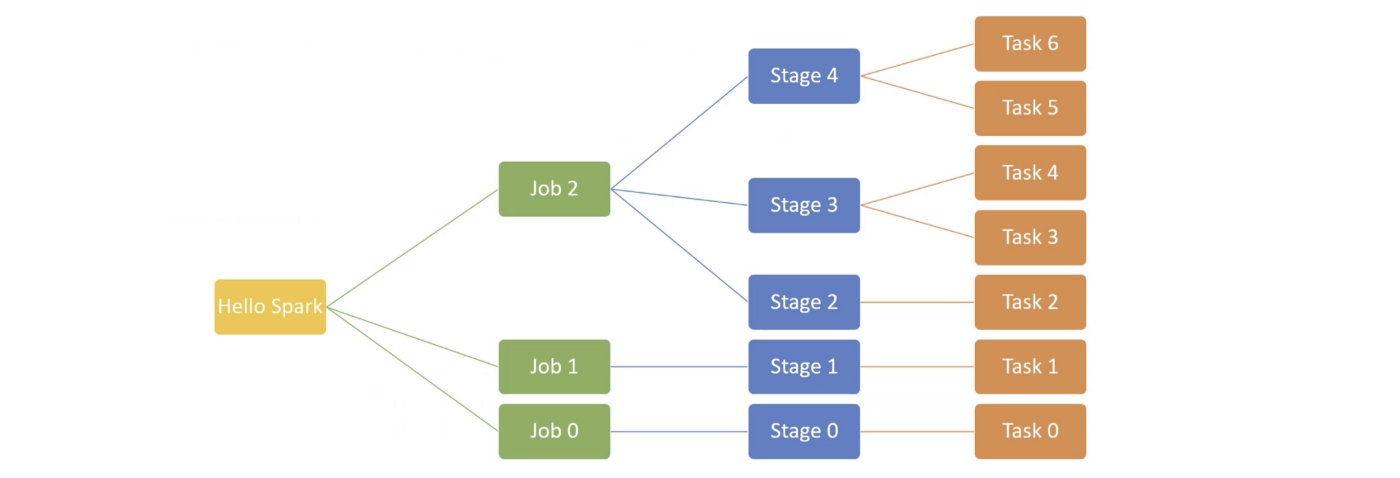 Hello Spark
Job 2
Job 1
Job 0
Stage 4
Stage 3
Stage 2
Stage 1
Stage 0
Task 6
Task 5
Task 4
Task 3
Task 2
Task 1
Task 0